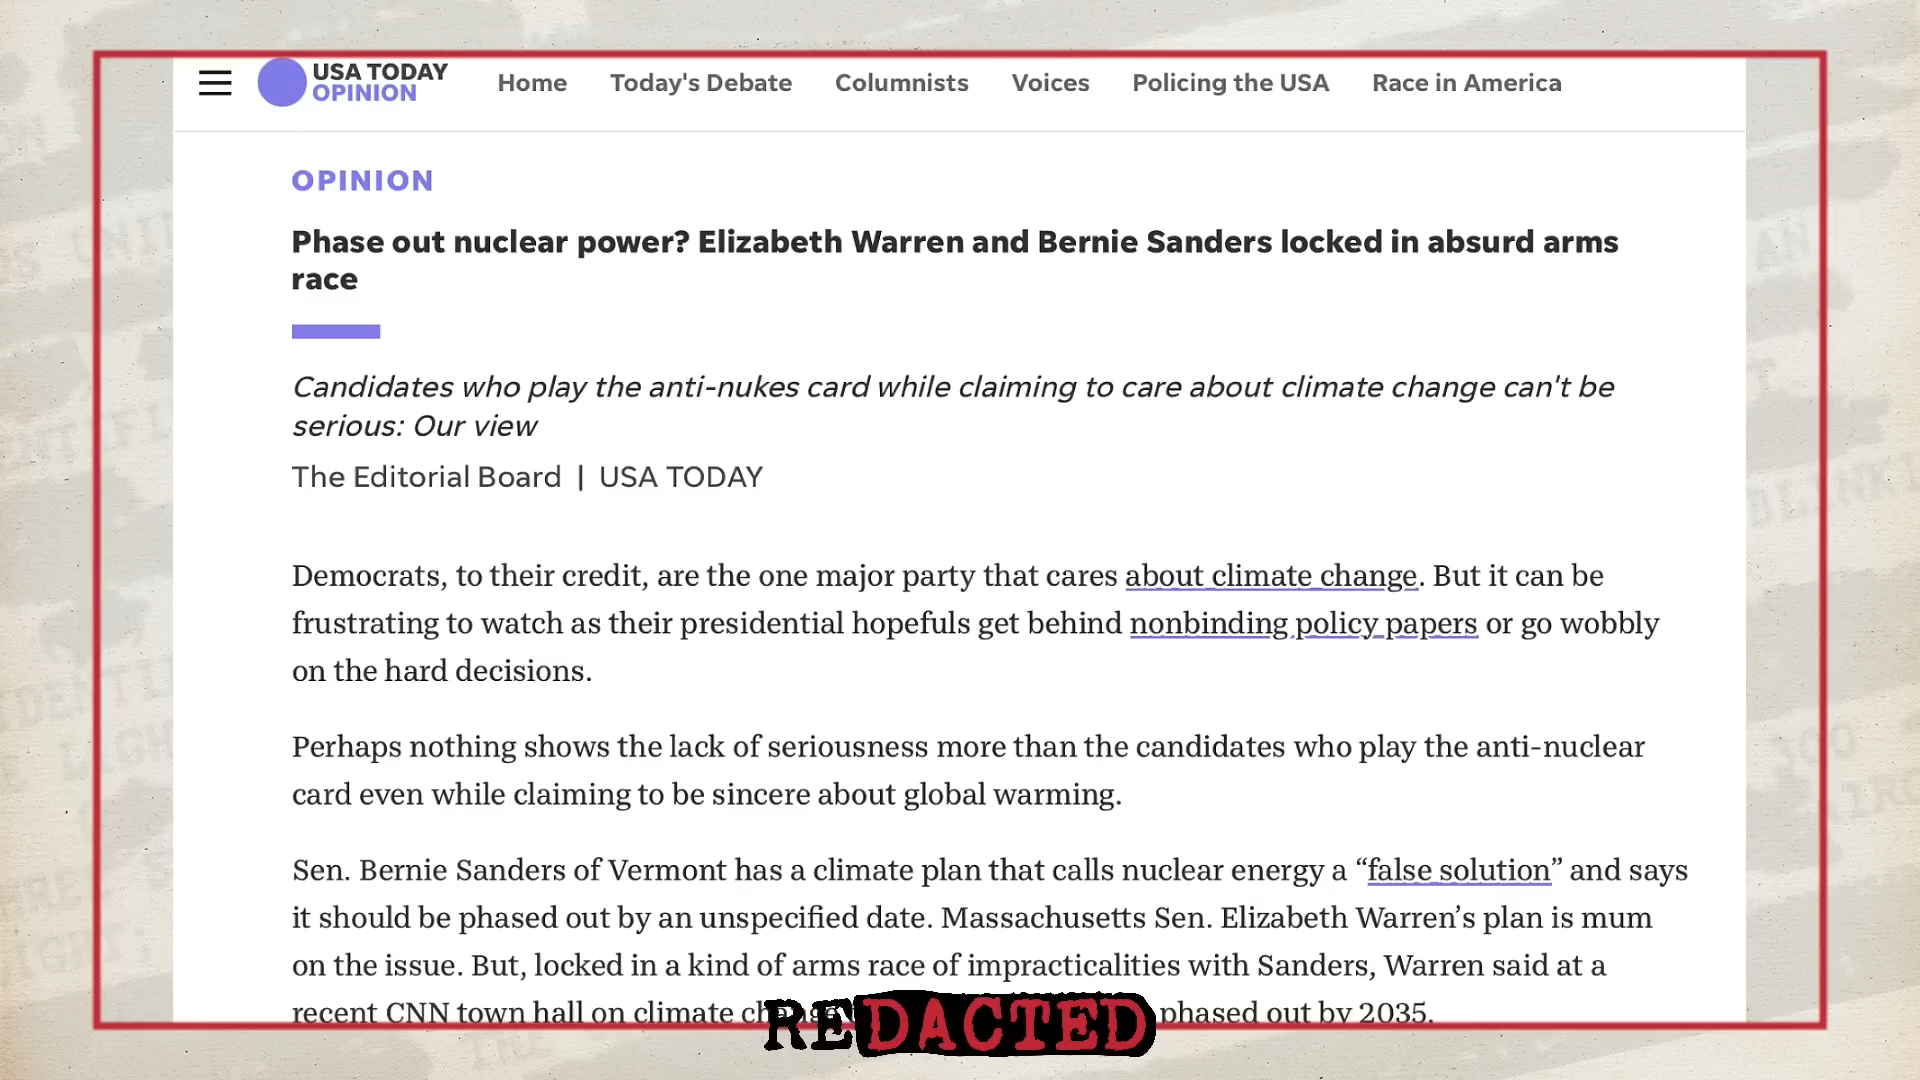 USA TODAY
OPINION
Home Today's Debate Columnists Voices Policing the USA Race in America
OPINION
Phase out nuclear power? Elizabeth Warren and Bernie Sanders locked in absurd arms
race
Candidates who play the anti-nukes card while claiming to care about climate change can't be
serious: Our view
The Editorial Board | USA TODAY
Democrats, to their credit, are the one major party that cares about climate change. But it can be
frustrating to watch as their presidential hopefuls get behind nonbinding policy papers or go wobbly
on the hard decisions.
Perhaps nothing shows the lack of seriousness more than the candidates who play the anti-nuclear
card even while claiming to be sincere about global warming.
Sen. Bernie Sanders of Vermont has a climate plan that calls nuclear energy a “false solution” and says
it should be phased out by an unspecified date. Massachusetts Sen. Elizabeth Warren’s plan is mum
on the issue. But, locked in a kind of arms race of impracticalities with Sanders, Warren said at a
recent CNN town hall on climate change phased out by 2035.
REDACTED